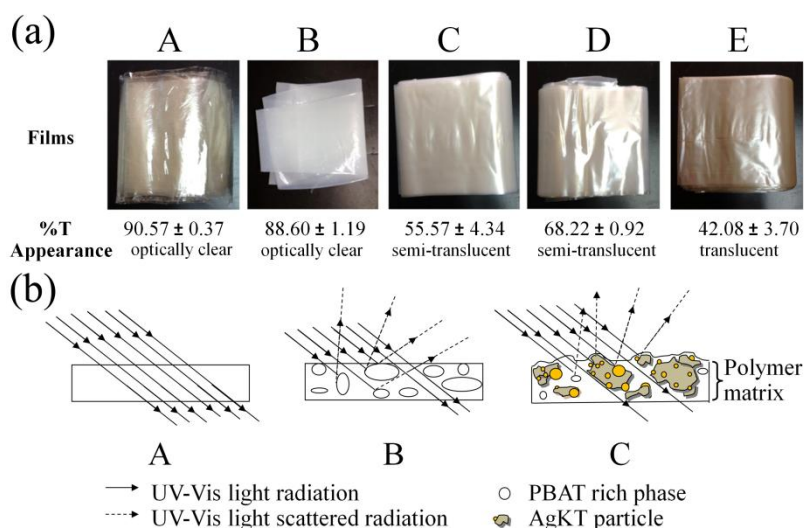 (a)
A B C D E
Films
%T 90.57 ± 0.37 88.60 ± 1.19 55.57 ± 4.34 68.22 ± 0.92 42.08 ± 3.70
Appearance optically clear optically clear semi-translucent semi-translucent translucent
(b)
Polymer
matrix
A B C
UV-Vis light radiation PBAT rich phase
UV-Vis light scattered radiation AgKT particle